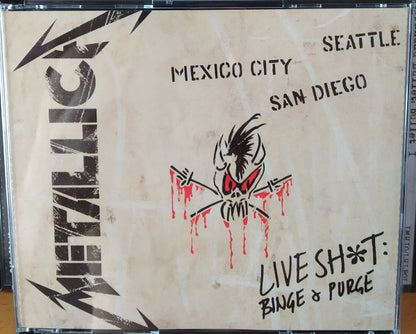 METALLICA
SEATTLE
MEXICO CITY
SAN DIEGO
LIVE SH*T:
BINGE & PURGE